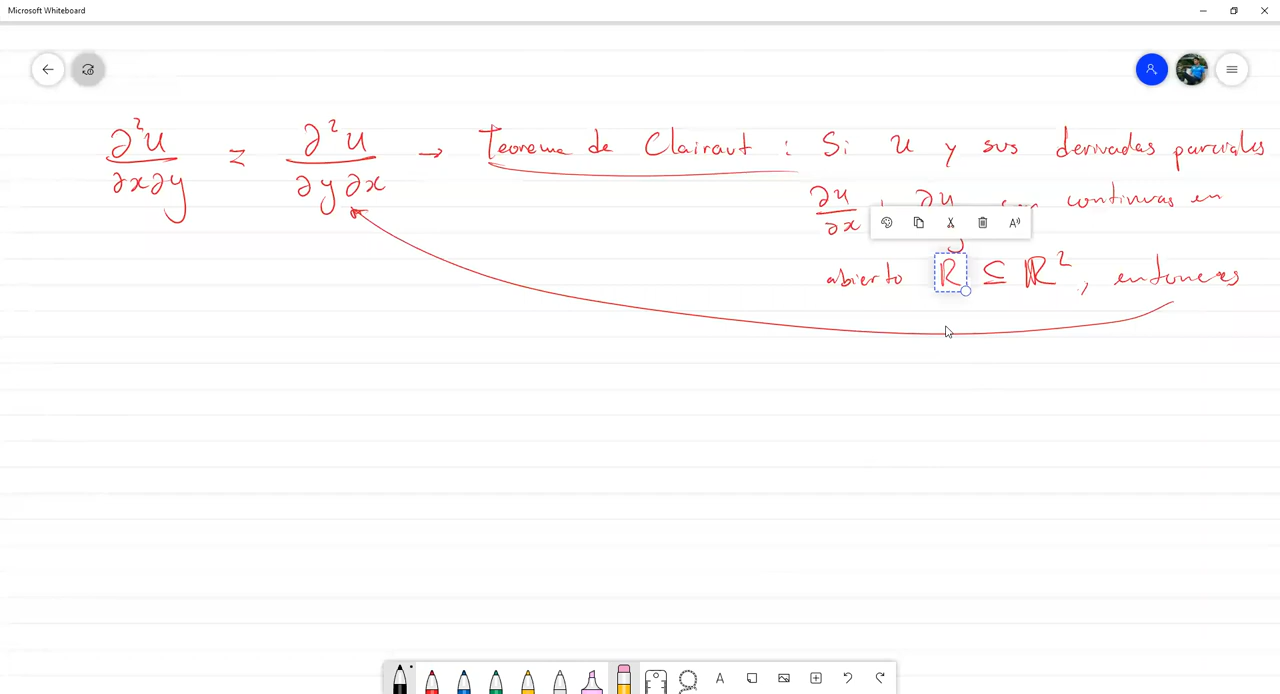 Microsoft Whiteboard
∂²u/∂x∂y = ∂²u/∂y∂x → Teorema de Clairaut : Si u y sus derivadas parciales
∂u/∂x , ∂u continuas en
abierto R ⊆ ℝ², entonces